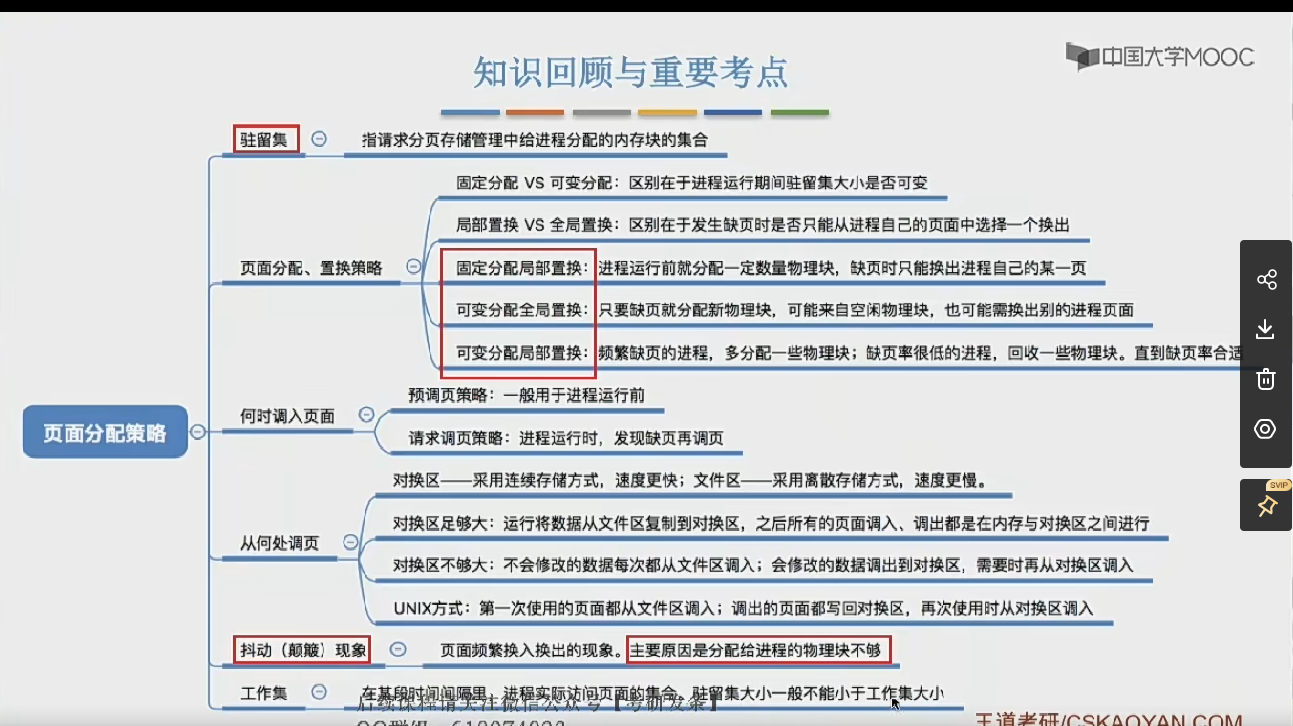 中国大学MOOC
知识回顾与重要考点
驻留集
指请求分页存储管理中给进程分配的内存块的集合
固定分配 VS 可变分配：区别在于进程运行期间驻留集大小是否可变
局部置换 VS 全局置换：区别在于发生缺页时是否只能从进程自己的页面中选择一个换出
页面分配、置换策略
固定分配局部置换：进程运行前就分配一定数量物理块，缺页时只能换出进程自己的某一页
可变分配全局置换：只要缺页就分配新物理块，可能来自空闲物理块，也可能需换出别的进程页面
可变分配局部置换：频繁缺页的进程，多分配一些物理块；缺页率很低的进程，回收一些物理块。直到缺页率合适
预调页策略：一般用于进程运行前
何时调入页面
请求调页策略：进程运行时，发现缺页再调页
页面分配策略
对换区——采用连续存储方式，速度更快；文件区——采用离散存储方式，速度更慢。
对换区足够大：运行将数据从文件区复制到对换区，之后所有的页面调入、调出都是在内存与对换区之间进行
从何处调页
对换区不够大：不会修改的数据每次都从文件区调入；会修改的数据调出到对换区，需要时再从对换区调入
UNIX方式：第一次使用的页面都从文件区调入；调出的页面都写回对换区，再次使用时从对换区调入
抖动（颠簸）现象
页面频繁换入换出的现象。主要原因是分配给进程的物理块不够
工作集
在某段时间间隔里，进程实际访问页面的集合。驻留集大小一般不能小于工作集大小
后续课程请关注微信公众号【考研发条】
王道考研/CSKAOYAN.COM
SVIP